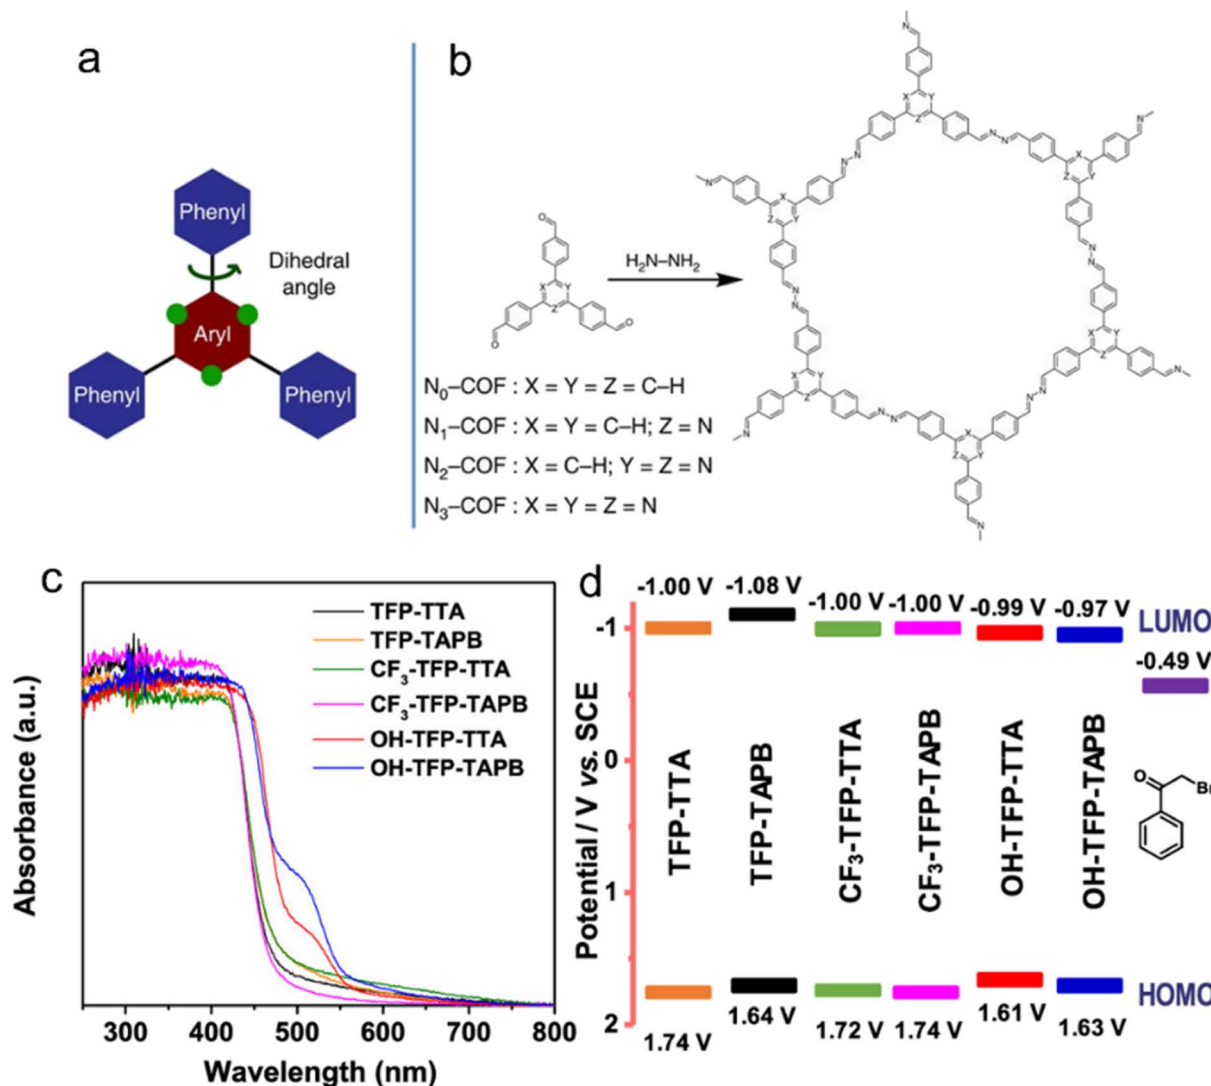 a
Phenyl
Dihedral
angle
Aryl
Phenyl
Phenyl
b
H₂N–NH₂
N₀–COF : X = Y = Z = C–H
N₁–COF : X = Y = C–H; Z = N
N₂–COF : X = C–H; Y = Z = N
N₃–COF : X = Y = Z = N
c
TFP-TTA
TFP-TAPB
CF₃-TFP-TTA
CF₃-TFP-TAPB
OH-TFP-TTA
OH-TFP-TAPB
Absorbance (a.u.)
300 400 500 600 700 800
Wavelength (nm)
d
-1.00 V
-1.08 V
-1.00 V
-1.00 V
-0.99 V
-0.97 V
LUMO
-0.49 V
-1
0
1
2
Potential / V vs. SCE
TFP-TTA
TFP-TAPB
CF₃-TFP-TTA
CF₃-TFP-TAPB
OH-TFP-TTA
OH-TFP-TAPB
O
Br
HOMO
1.74 V
1.64 V
1.72 V
1.74 V
1.61 V
1.63 V